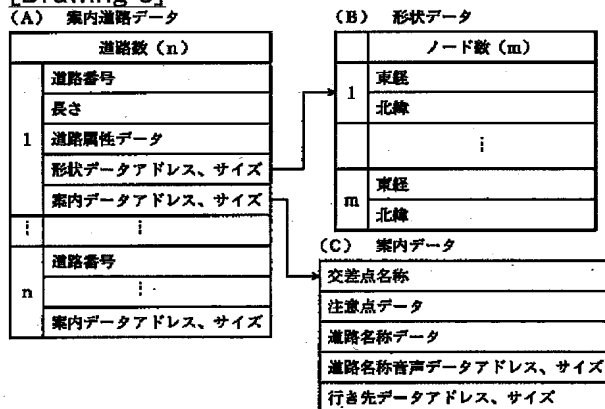 [Drawing 3]
(A) 案内道路データ
道路数(n)
1
道路番号
長さ
道路属性データ
形状データアドレス、サイズ
案内データアドレス、サイズ
⋮ ⋮
n
道路番号
⋮
案内データアドレス、サイズ
(B) 形状データ
ノード数(m)
1
東経
北緯
⋮
m
東経
北緯
(C) 案内データ
交差点名称
注意点データ
道路名称データ
道路名称音声データアドレス、サイズ
行き先データアドレス、サイズ